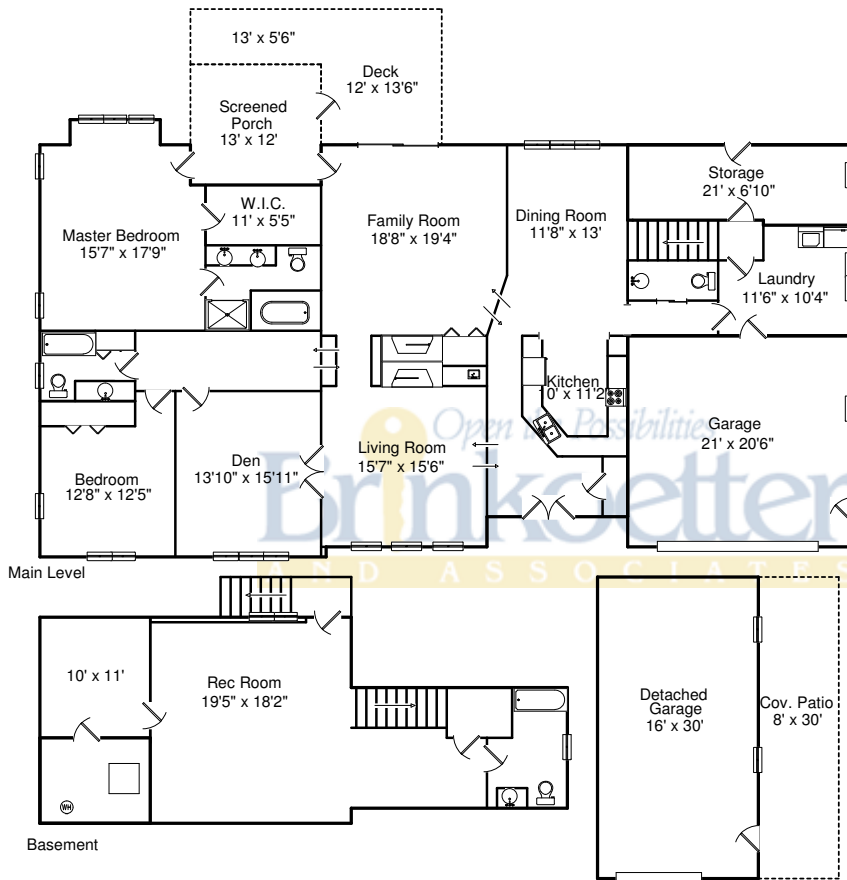 13' x 5'6"
Deck
12' x 13'6"
Screened
Porch
13' x 12'
Storage
21' x 6'10"
W.I.C.
11' x 5'5"
Master Bedroom
15'7" x 17'9"
Family Room
18'8" x 19'4"
Dining Room
11'8" x 13'
Laundry
11'6" x 10'4"
Kitchen
0' x 11'2"
Open the Possibilities
Garage
21' x 20'6"
Living Room
15'7" x 15'6"
Den
13'10" x 15'11"
Bedroom
12'8" x 12'5"
Brinkoetter
AND ASSOCIATES
Main Level
10' x 11'
Rec Room
19'5" x 18'2"
Detached
Garage
16' x 30'
Cov. Patio
8' x 30'
WH
Basement